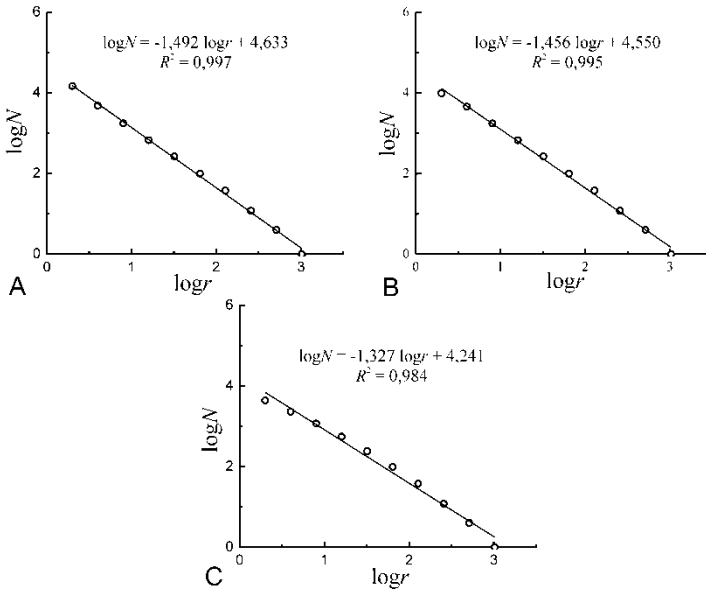 6
logN = -1,492 logr + 4,633
R² = 0,997
4
logN
2
0
0 1 2 3
logr
A
6
logN = -1,456 logr + 4,550
R² = 0,995
4
logN
2
0
0 1 2 3
logr
B
6
logN = -1,327 logr + 4,241
R² = 0,984
4
logN
2
0
0 1 2 3
logr
C